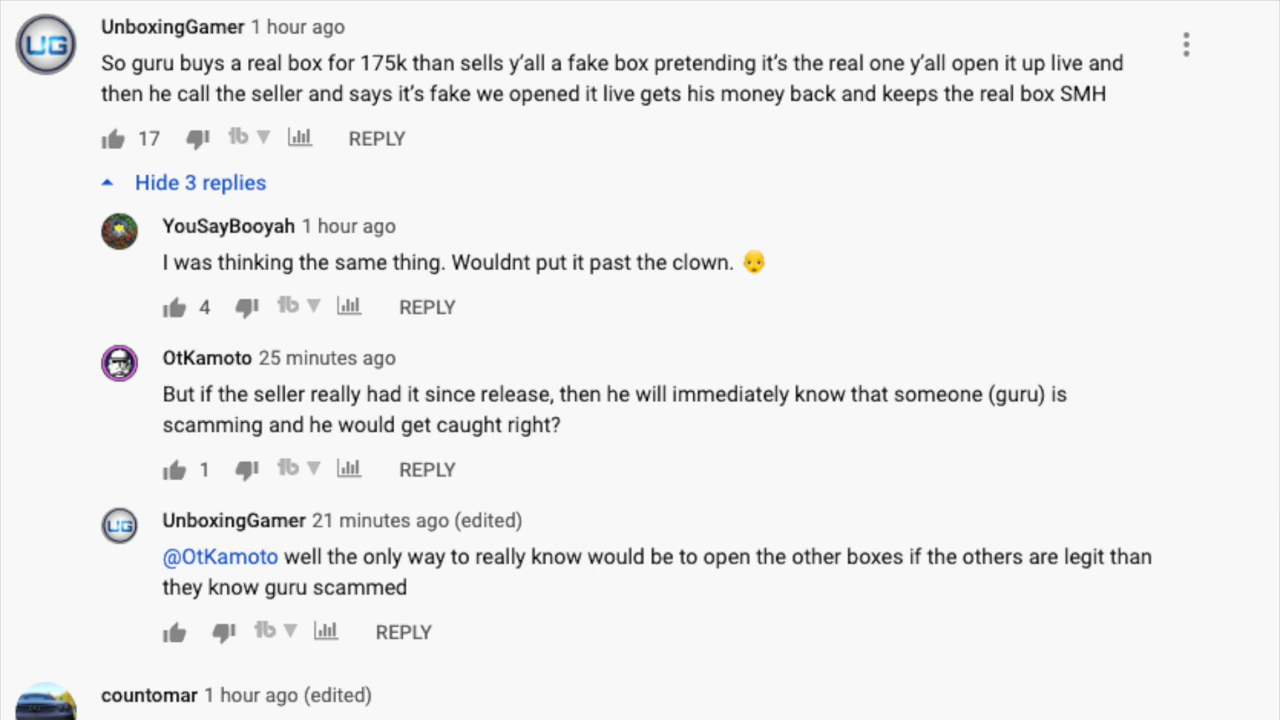 UG
UnboxingGamer 1 hour ago
So guru buys a real box for 175k than sells y’all a fake box pretending it’s the real one y’all open it up live and
then he call the seller and says it’s fake we opened it live gets his money back and keeps the real box SMH
17 tb REPLY
Hide 3 replies
YouSayBooyah 1 hour ago
I was thinking the same thing. Wouldnt put it past the clown. 👴
4 tb REPLY
OtKamoto 25 minutes ago
But if the seller really had it since release, then he will immediately know that someone (guru) is
scamming and he would get caught right?
1 tb REPLY
UG
UnboxingGamer 21 minutes ago (edited)
@OtKamoto well the only way to really know would be to open the other boxes if the others are legit than
they know guru scammed
tb REPLY
countomar 1 hour ago (edited)